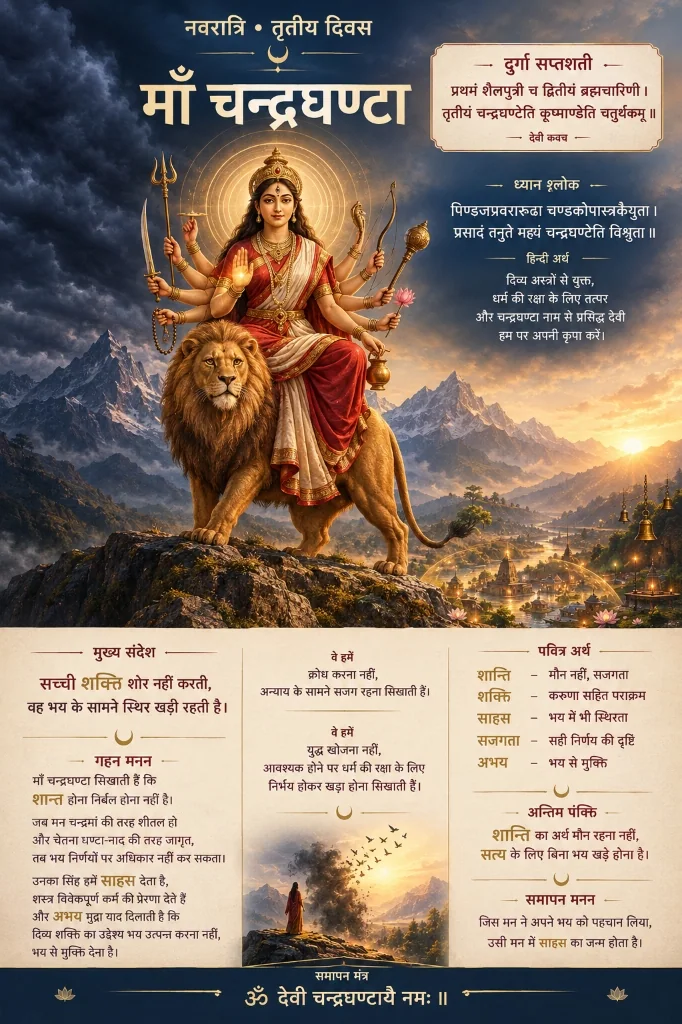 नवरात्रि • तृतीय दिवस
माँ चन्द्रघण्टा
दुर्गा सप्तशती
प्रथमं शैलपुत्री च द्वितीयं ब्रह्मचारिणी ।
तृतीयं चन्द्रघण्टेति कूष्माण्डेति चतुर्थकम् ॥
देवी कवच
ध्यान श्लोक
पिण्डजप्रवरारूढा चण्डकोपास्त्रकैयुता ।
प्रसादं तनुते महयं चन्द्रघण्टेति विश्रुता ॥
हिन्दी अर्थ
दिव्य अस्त्रों से युक्त,
धर्म की रक्षा के लिए तत्पर
और चन्द्रघण्टा नाम से प्रसिद्ध देवी
हम पर अपनी कृपा करें।
मुख्य संदेश
सच्ची शक्ति शोर नहीं करती,
वह भय के सामने स्थिर खड़ी रहती है।
गहन मनन
माँ चन्द्रघण्टा सिखाती हैं कि
शान्त होना निर्बल होना नहीं है।
जब मन चन्द्रमा की तरह शीतल हो
और चेतना घण्टा-नाद की तरह जागृत,
तब भय निर्णयों पर अधिकार नहीं कर सकता।
उनका सिंह हमें साहस देता है,
शस्त्र विवेकपूर्ण कर्म की प्रेरणा देते हैं
और अभय मुद्रा याद दिलाती है कि
दिव्य शक्ति का उद्देश्य भय उत्पन्न करना नहीं,
भय से मुक्ति देना है।
वे हमें
क्रोध करना नहीं,
अन्याय के सामने सजग रहना सिखाती हैं।
वे हमें
युद्ध खोजना नहीं,
आवश्यक होने पर धर्म की रक्षा के लिए
निर्भय होकर खड़ा होना सिखाती हैं।
पवित्र अर्थ
शान्ति – मौन नहीं, सजगता
शक्ति – करुणा सहित पराक्रम
साहस – भय में भी स्थिरता
सजगता – सही निर्णय की दृष्टि
अभय – भय से मुक्ति
अन्तिम पंक्ति
शान्ति का अर्थ मौन रहना नहीं,
सत्य के लिए बिना भय खड़े होना है।
समापन मनन
जिस मन ने अपने भय को पहचान लिया,
उसी मन में साहस का जन्म होता है।
समापन मंत्र
ॐ देवी चन्द्रघण्टायै नमः ॥